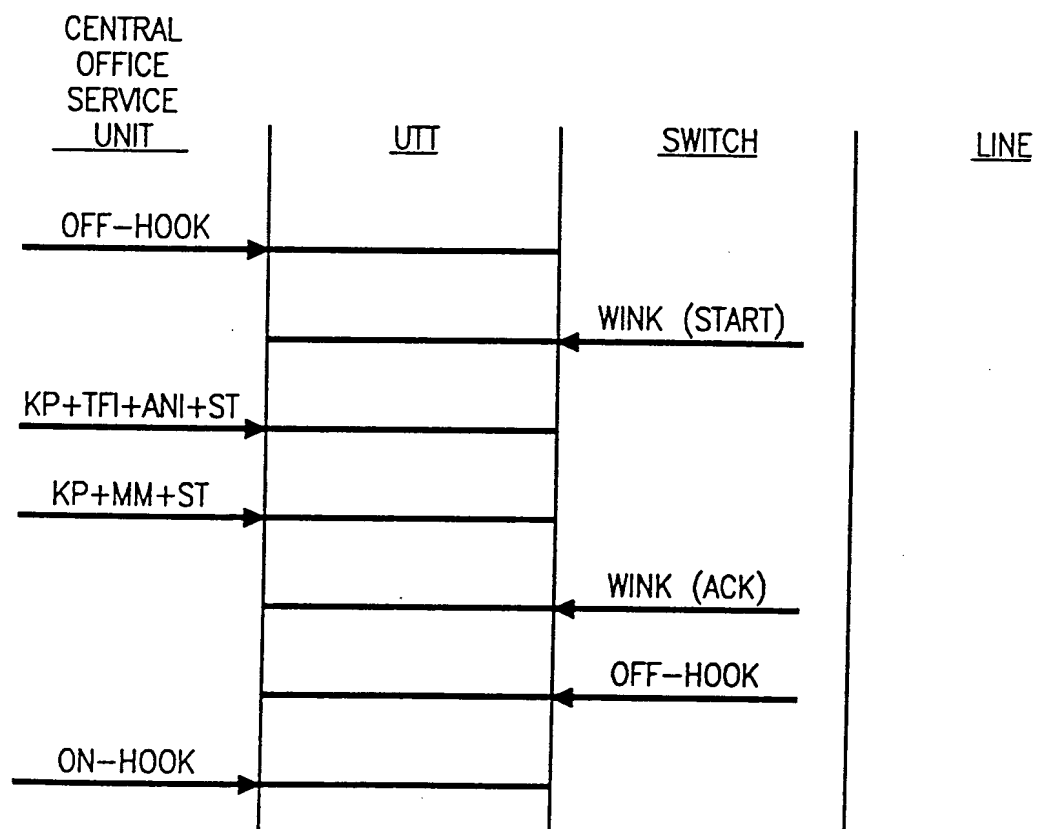 CENTRAL
OFFICE
SERVICE
UNIT
UTT
SWITCH
LINE
OFF-HOOK
WINK (START)
KP+TFI+ANI+ST
KP+MM+ST
WINK (ACK)
OFF-HOOK
ON-HOOK